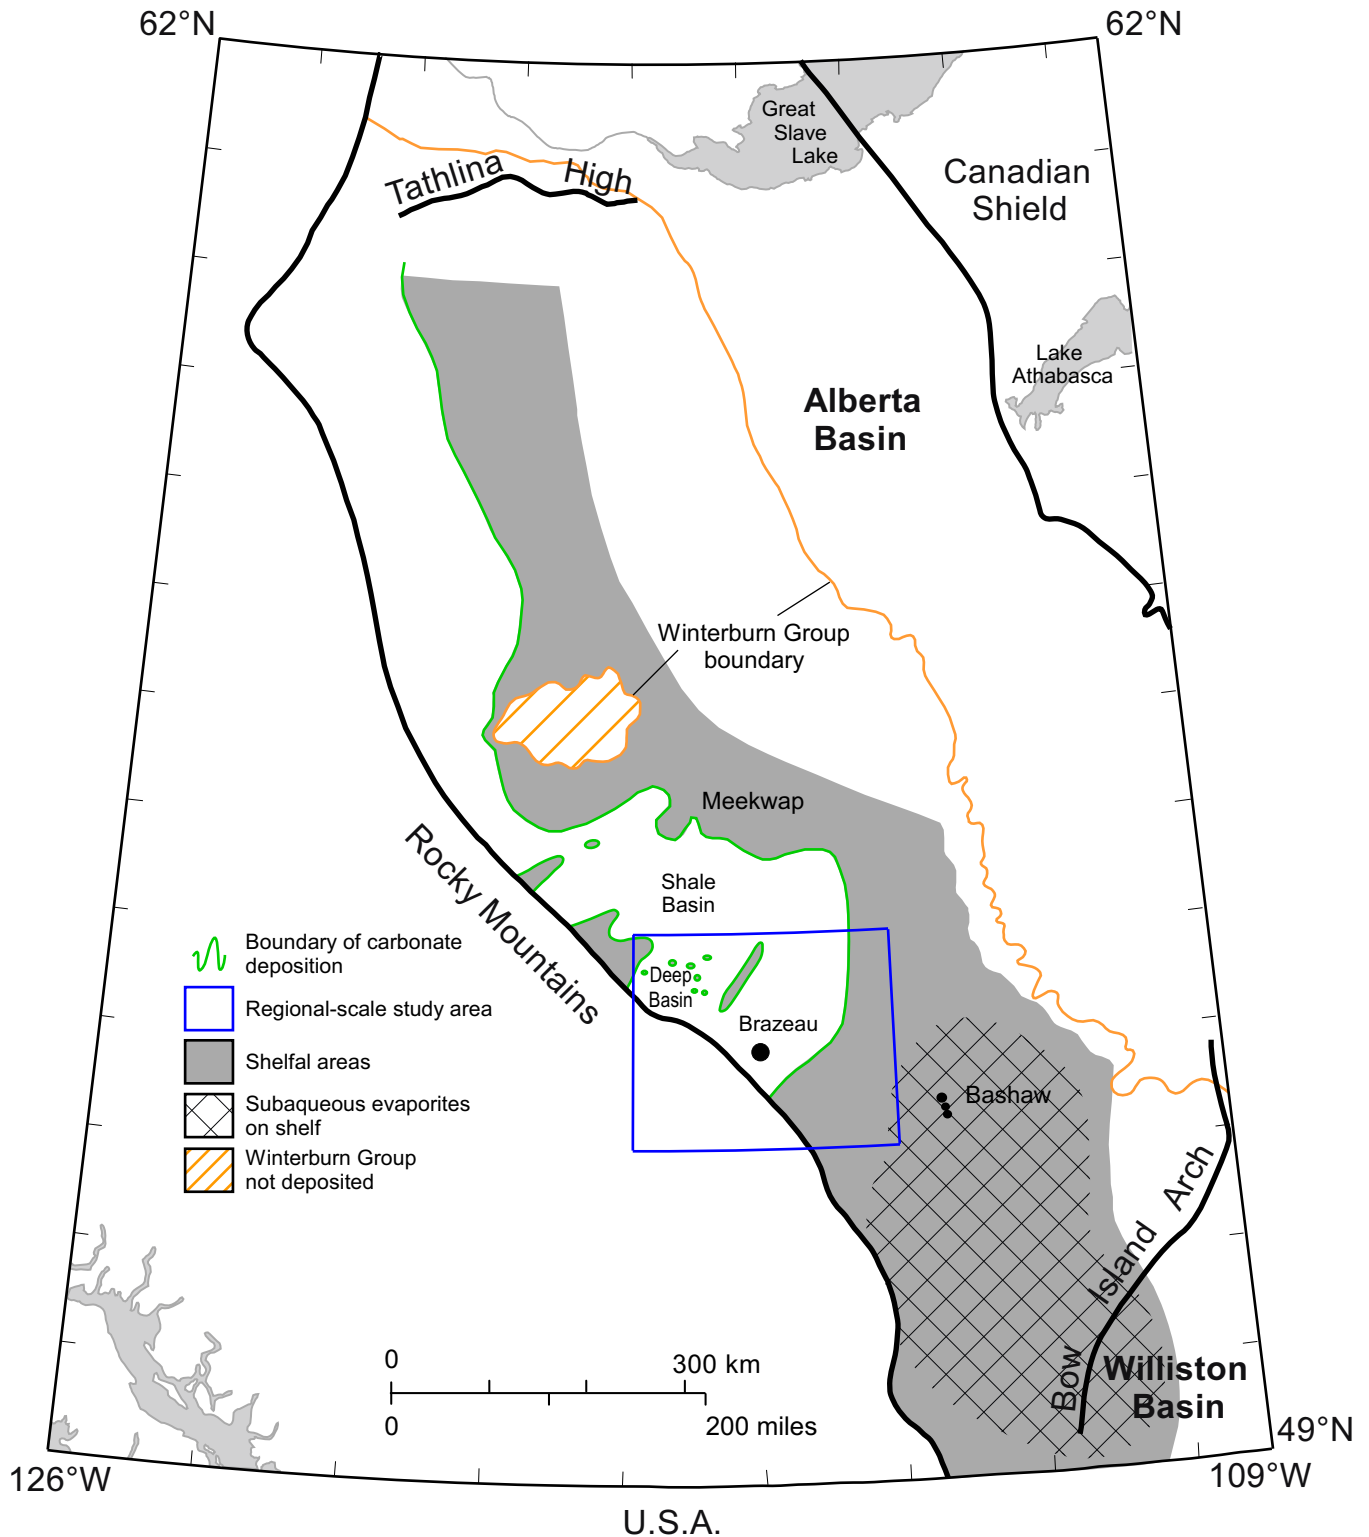 62°N
62°N
Great
Slave
Lake
Canadian
Shield
Tathlina High
Lake
Athabasca
Alberta
Basin
Winterburn Group
boundary
Meekwap
Rocky Mountains
Shale
Basin
Deep
Basin
Brazeau
Bashaw
Boundary of carbonate
deposition
Regional-scale study area
Shelfal areas
Subaqueous evaporites
on shelf
Winterburn Group
not deposited
Bow Island Arch
Williston
Basin
0
300 km
0
200 miles
49°N
126°W
109°W
U.S.A.